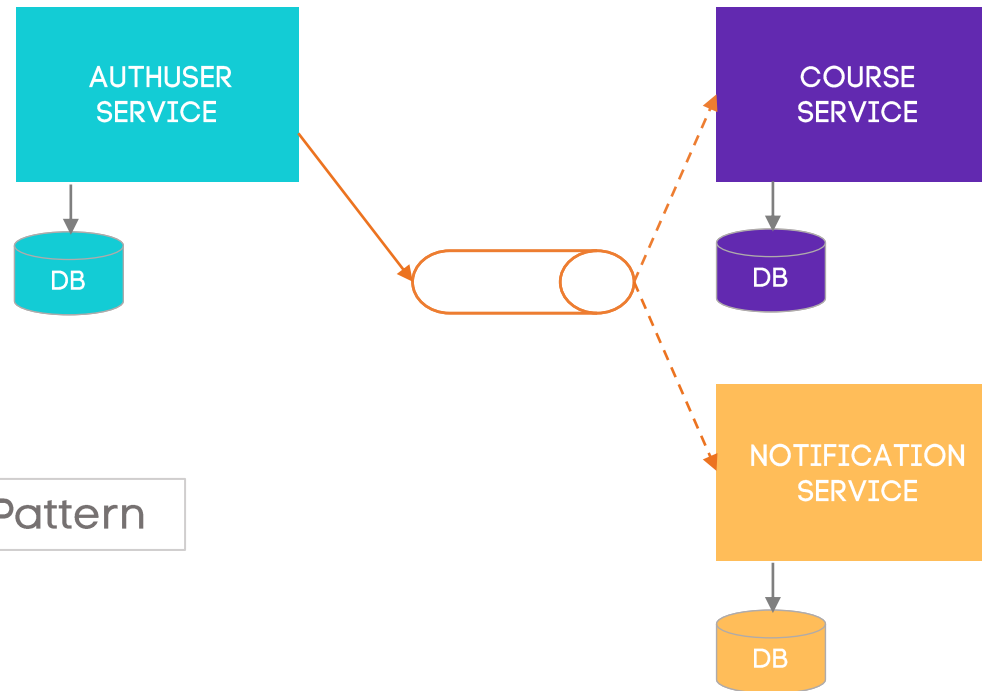 AUTHUSER
SERVICE
COURSE
SERVICE
DB
DB
NOTIFICATION
SERVICE
Pattern
DB